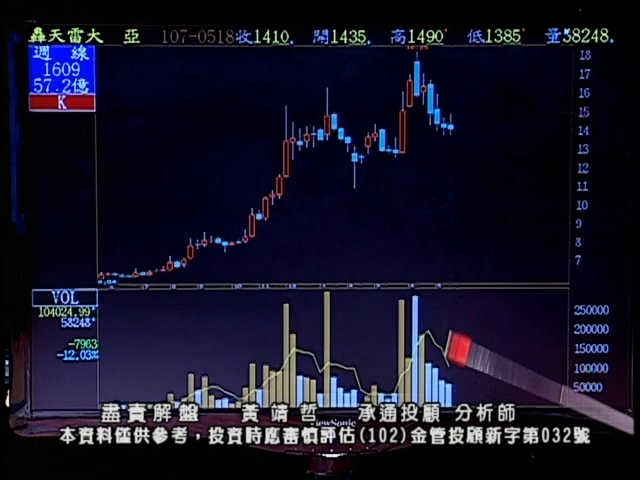 轟天雷大 亞 107-0518收1410. 開1435. 高1490 低1385 量58248.
週 線
1609
57.2億
K
18
17
16
15
14
13
12
11
10
9
8
7
VOL
104024.99
58248
-7963
-12.03%
250000
200000
150000
100000
50000
ViewSonic
盡責解盤 黃靖哲 承通投顧 分析師
本資料僅供參考，投資時應審慎評估(102)金管投顧新字第032號